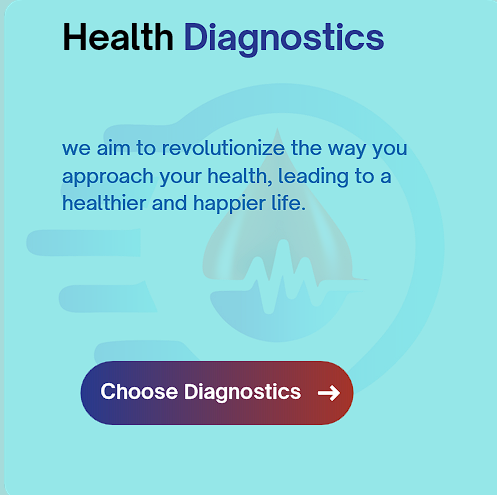 Health Diagnostics
we aim to revolutionize the way you
approach your health, leading to a
healthier and happier life.
Choose Diagnostics →